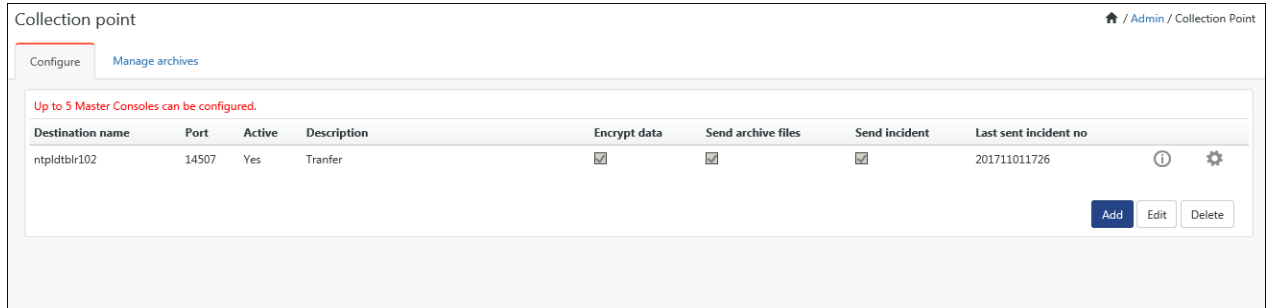 Collection point
/ Admin / Collection Point
Configure Manage archives
Up to 5 Master Consoles can be configured.
Destination name Port Active Description Encrypt data Send archive files Send incident Last sent incident no
ntpldtblr102 14507 Yes Tranfer 201711011726
Add Edit Delete